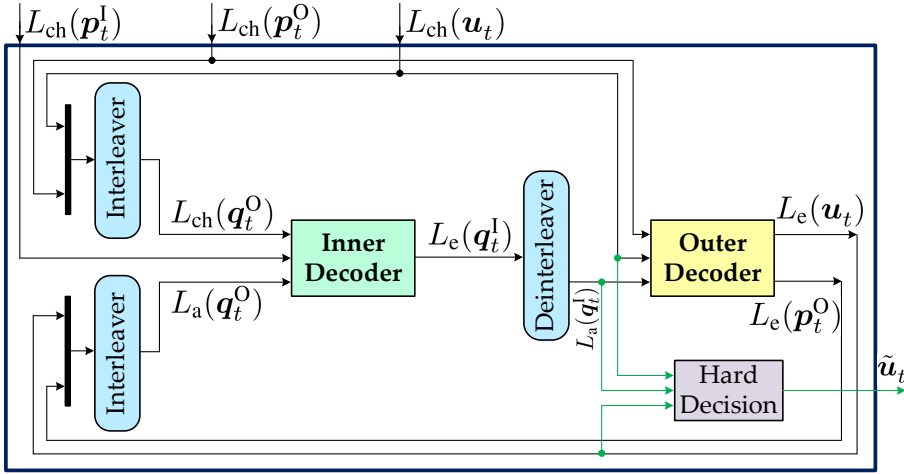 L_ch(p_t^I)
L_ch(p_t^O)
L_ch(u_t)
Interleaver
L_ch(q_t^O)
Inner
Decoder
L_e(q_t^I)
Deinterleaver
L_a(q_t^I)
Outer
Decoder
L_e(u_t)
L_e(p_t^O)
Interleaver
L_a(q_t^O)
Hard
Decision
ũ_t